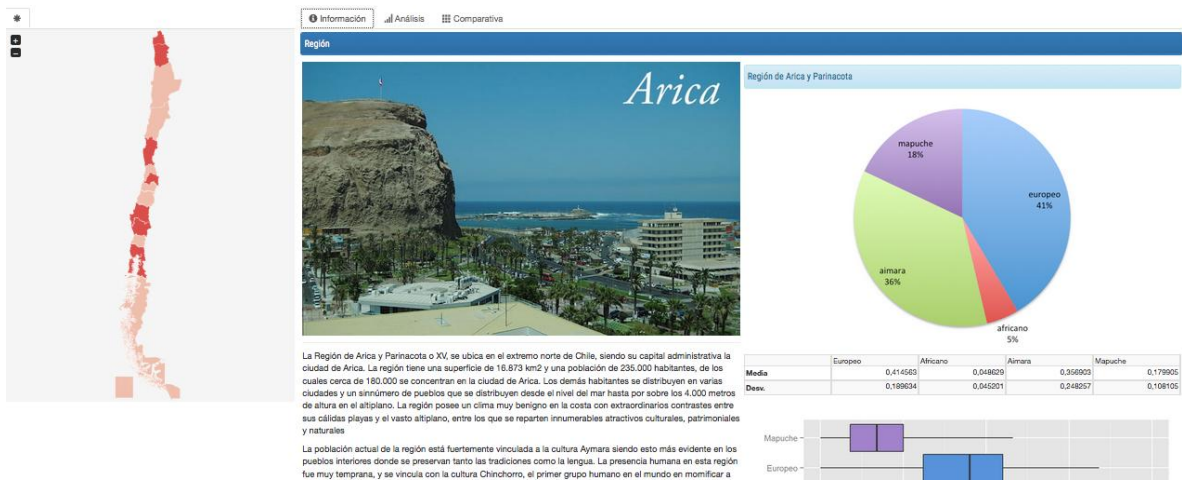 Información Análisis Comparativa
Región
Arica
La Región de Arica y Parinacota o XV, se ubica en el extremo norte de Chile, siendo su capital administrativa la
ciudad de Arica. La región tiene una superficie de 16.873 km2 y una población de 235.000 habitantes, de los
cuales cerca de 180.000 se concentran en la ciudad de Arica. Los demás habitantes se distribuyen en varias
ciudades y un sinnúmero de pueblos que se distribuyen desde el nivel del mar hasta por sobre los 4.000 metros
de altura en el altiplano. La región posee un clima muy benigno en la costa con extraordinarios contrastes entre
sus cálidas playas y el vasto altiplano, entre los que se reparten innumerables atractivos culturales, patrimoniales
y naturales
La población actual de la región está fuertemente vinculada a la cultura Aymara siendo esto más evidente en los
pueblos interiores donde se preservan tanto las tradiciones como la lengua. La presencia humana en esta región
fue muy temprana, y se vincula con la cultura Chinchorro, el primer grupo humano en el mundo en momificar a
Región de Arica y Parinacota
mapuche
18%
europeo
41%
aimara
36%
africano
5%
Europeo Africano Aimara Mapuche
Media 0,414563 0,048629 0,356903 0,179905
Desv. 0,189634 0,045201 0,248257 0,108105
Mapuche
Europeo